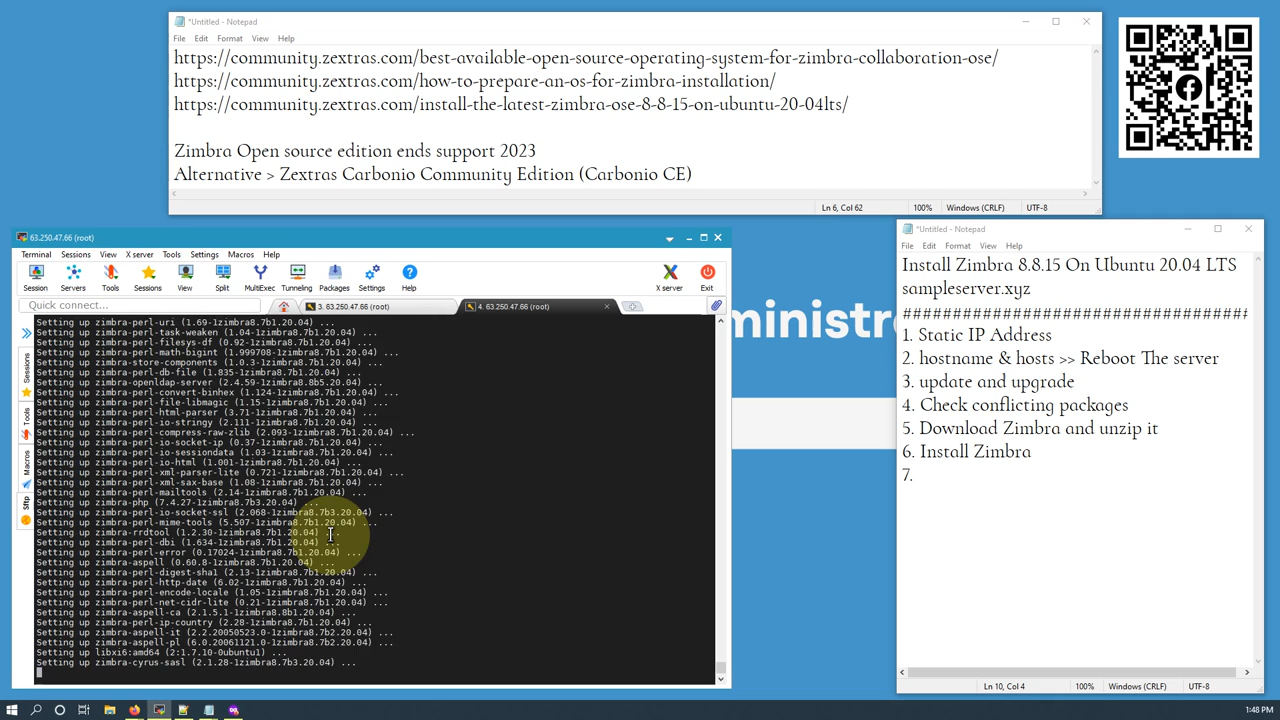 *Untitled - Notepad
File Edit Format View Help
https://community.zextras.com/best-available-open-source-operating-system-for-zimbra-collaboration-ose/
https://community.zextras.com/how-to-prepare-an-os-for-zimbra-installation/
https://community.zextras.com/install-the-latest-zimbra-ose-8-8-15-on-ubuntu-20-04lts/
Zimbra Open source edition ends support 2023
Alternative > Zextras Carbonio Community Edition (Carbonio CE)
Ln 6, Col 62 100% Windows (CRLF) UTF-8
63.250.47.66 (root)
Terminal Sessions View X server Tools Settings Macros Help
Session Servers Tools Sessions View Split MultiExec Tunneling Packages Settings Help X server Exit
Quick connect... 3. 63.250.47.66 (root) 4. 63.250.47.66 (root)
Sessions
Tools
Macros
Sftp
Setting up zimbra-perl-uri (1.69-1zimbra8.7b1.20.04) ...
Setting up zimbra-perl-task-weaken (1.04-1zimbra8.7b1.20.04) ...
Setting up zimbra-perl-filesys-df (0.92-1zimbra8.7b1.20.04) ...
Setting up zimbra-perl-math-bigint (1.999708-1zimbra8.7b1.20.04) ...
Setting up zimbra-store-components (1.0.3-1zimbra8.7b1.20.04) ...
Setting up zimbra-perl-db-file (1.835-1zimbra8.7b1.20.04) ...
Setting up zimbra-openldap-server (2.4.59-1zimbra8.8b5.20.04) ...
Setting up zimbra-perl-convert-binhex (1.124-1zimbra8.7b1.20.04) ...
Setting up zimbra-perl-file-libmagic (1.15-1zimbra8.7b1.20.04) ...
Setting up zimbra-perl-html-parser (3.71-1zimbra8.7b1.20.04) ...
Setting up zimbra-perl-io-stringy (2.111-1zimbra8.7b1.20.04) ...
Setting up zimbra-perl-compress-raw-zlib (2.093-1zimbra8.7b1.20.04) ...
Setting up zimbra-perl-io-socket-ip (0.37-1zimbra8.7b1.20.04) ...
Setting up zimbra-perl-io-sessiondata (1.03-1zimbra8.7b1.20.04) ...
Setting up zimbra-perl-io-html (1.001-1zimbra8.7b1.20.04) ...
Setting up zimbra-perl-xml-parser-lite (0.721-1zimbra8.7b1.20.04) ...
Setting up zimbra-perl-xml-sax-base (1.08-1zimbra8.7b1.20.04) ...
Setting up zimbra-perl-mailtools (2.14-1zimbra8.7b1.20.04) ...
Setting up zimbra-php (7.4.27-1zimbra8.7b3.20.04) ...
Setting up zimbra-perl-io-socket-ssl (2.068-1zimbra8.7b3.20.04) ...
Setting up zimbra-perl-mime-tools (5.507-1zimbra8.7b1.20.04) ...
Setting up zimbra-rrdtool (1.2.30-1zimbra8.7b1.20.04) ...
Setting up zimbra-perl-dbi (1.634-1zimbra8.7b1.20.04) ...
Setting up zimbra-perl-error (0.17024-1zimbra8.7b1.20.04) ...
Setting up zimbra-aspell (0.60.8-1zimbra8.7b1.20.04) ...
Setting up zimbra-perl-digest-sha1 (2.13-1zimbra8.7b1.20.04) ...
Setting up zimbra-perl-http-date (6.02-1zimbra8.7b1.20.04) ...
Setting up zimbra-perl-encode-locale (1.05-1zimbra8.7b1.20.04) ...
Setting up zimbra-perl-net-cidr-lite (0.21-1zimbra8.7b1.20.04) ...
Setting up zimbra-aspell-ca (2.1.5.1-1zimbra8.8b1.20.04) ...
Setting up zimbra-perl-ip-country (2.28-1zimbra8.7b1.20.04) ...
Setting up zimbra-aspell-it (2.2.20050523.0-1zimbra8.7b2.20.04) ...
Setting up zimbra-aspell-pl (6.0.20061121.0-1zimbra8.7b2.20.04) ...
Setting up libxi6:amd64 (2:1.7.10-0ubuntu1) ...
Setting up zimbra-cyrus-sasl (2.1.28-1zimbra8.7b3.20.04) ...
ministr
*Untitled - Notepad
File Edit Format View Help
Install Zimbra 8.8.15 On Ubuntu 20.04 LTS
sampleserver.xyz
###################################
1. Static IP Address
2. hostname & hosts >> Reboot The server
3. update and upgrade
4. Check conflicting packages
5. Download Zimbra and unzip it
6. Install Zimbra
7.
Ln 10, Col 4 100% Windows (CRLF) UTF-8
1:48 PM